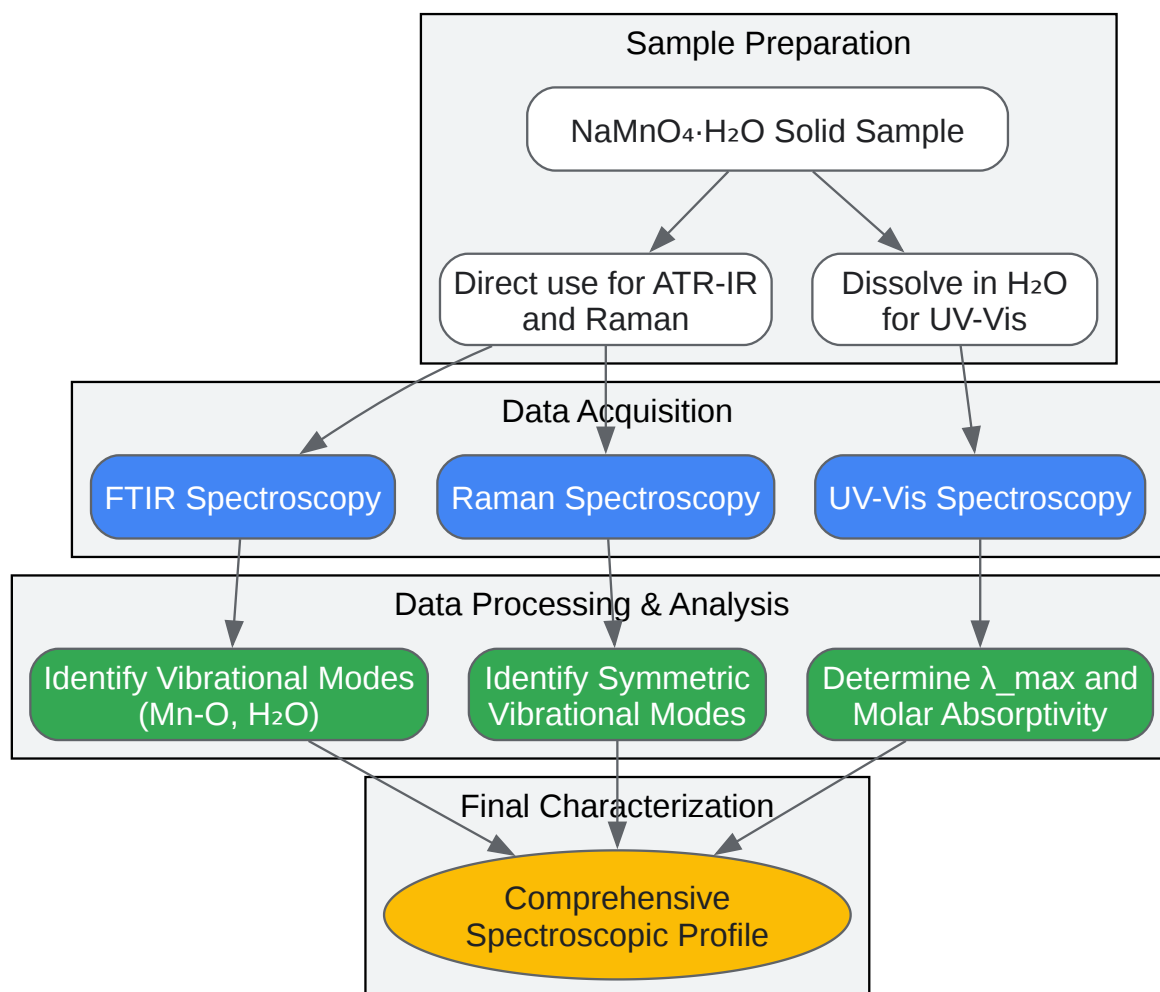 Sample Preparation
NaMnO₄·H₂O Solid Sample
Direct use for ATR-IR
and Raman
Dissolve in H₂O
for UV-Vis
Data Acquisition
FTIR Spectroscopy
Raman Spectroscopy
UV-Vis Spectroscopy
Data Processing & Analysis
Identify Vibrational Modes
(Mn-O, H₂O)
Identify Symmetric
Vibrational Modes
Determine λ_max and
Molar Absorptivity
Final Characterization
Comprehensive
Spectroscopic Profile